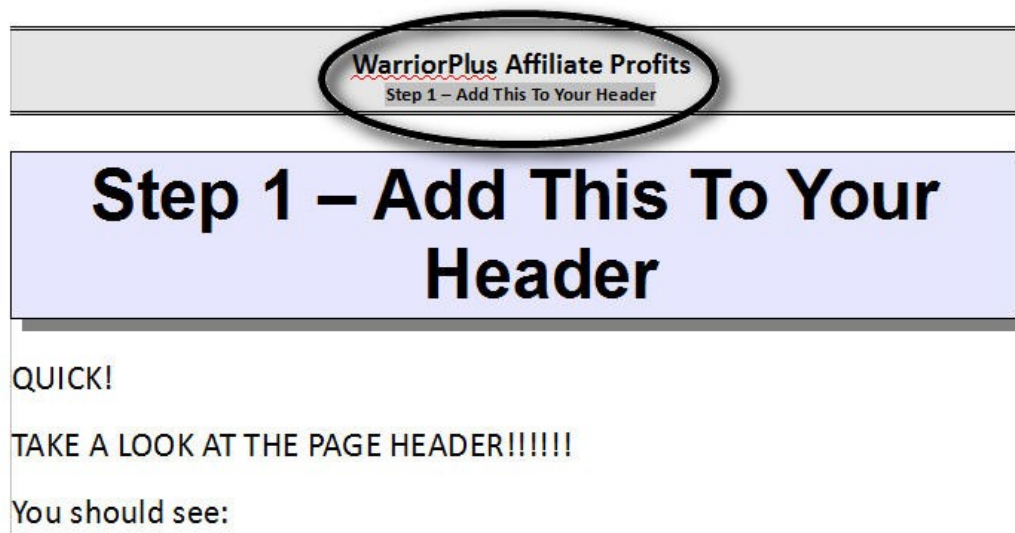 WarriorPlus Affiliate Profits
Step 1 – Add This To Your Header
Step 1 – Add This To Your
Header
QUICK!
TAKE A LOOK AT THE PAGE HEADER!!!!!!
You should see: